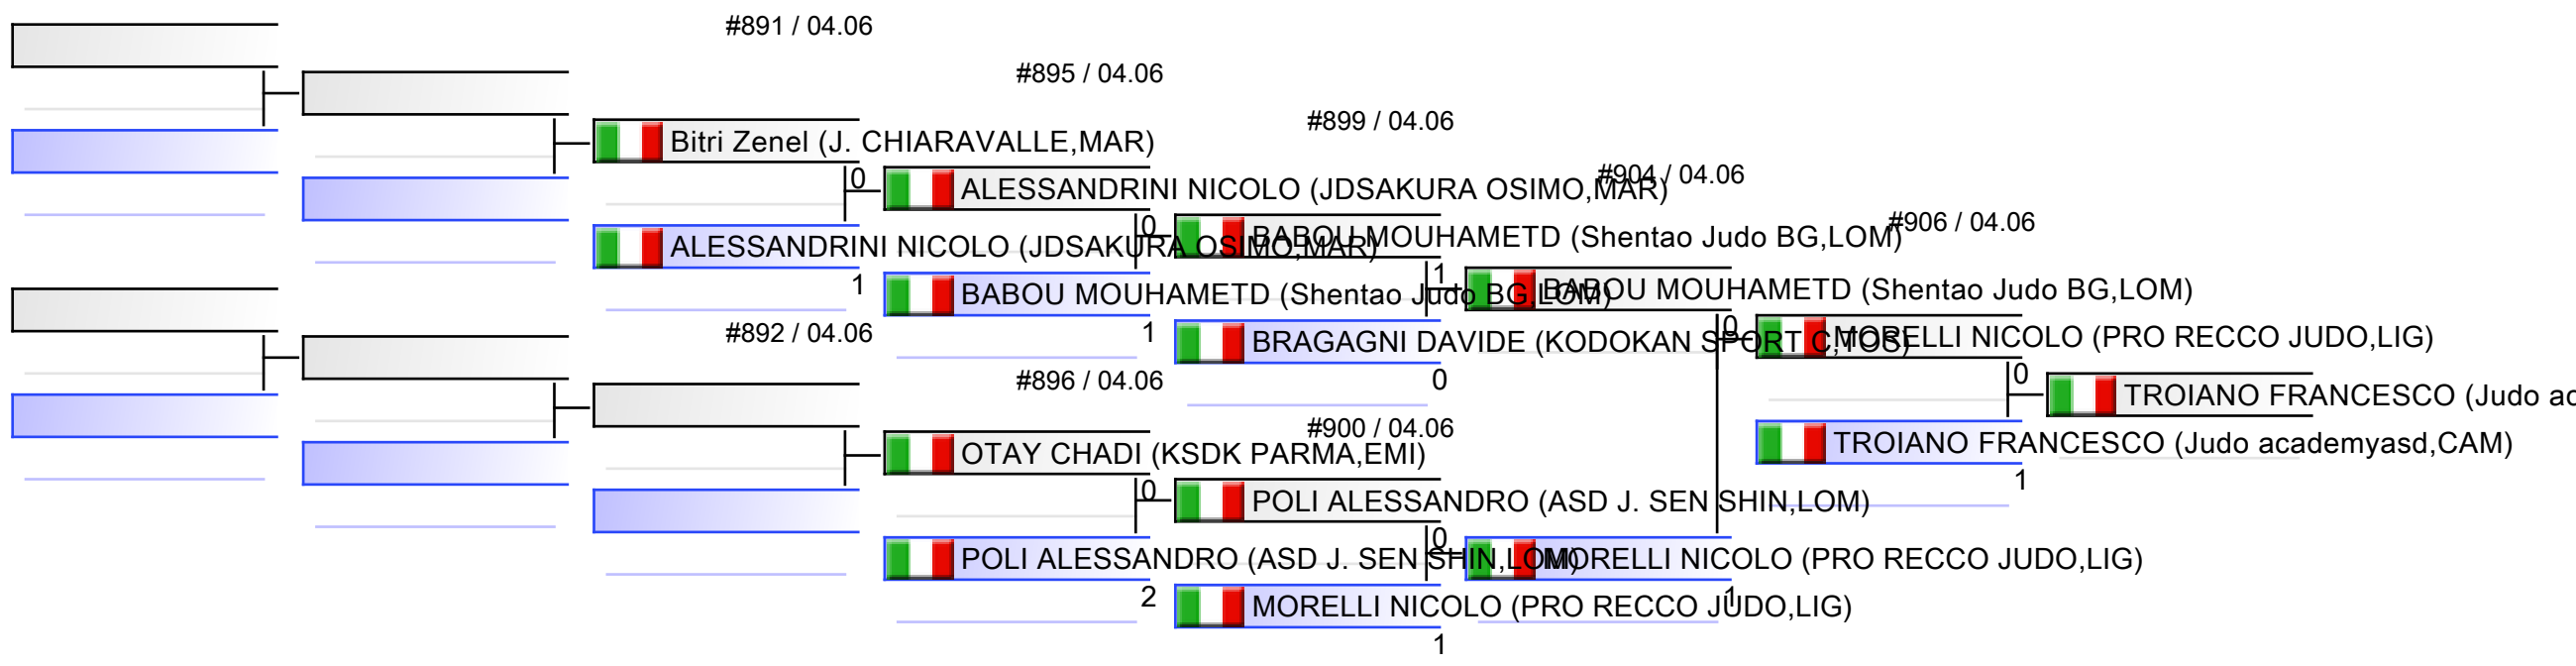 #891 / 04.06
#895 / 04.06
#899 / 04.06
Bitri Zenel (J. CHIARAVALLE,MAR)
#904 / 04.06
0
ALESSANDRINI NICOLO (JDSAKURA OSIMO,MAR)
#906 / 04.06
0
BABOU MOUHAMETD (Shentao Judo BG,LOM)
ALESSANDRINI NICOLO (JDSAKURA OSIMO,MAR)
1
1
BABOU MOUHAMETD (Shentao Judo BG,LOM)
BABOU MOUHAMETD (Shentao Judo BG,LOM)
#892 / 04.06
1
BRAGAGNI DAVIDE (KODOKAN SPORT C,TOS)
0
MORELLI NICOLO (PRO RECCO JUDO,LIG)
#896 / 04.06
0
0
TROIANO FRANCESCO (Judo ac
#900 / 04.06
TROIANO FRANCESCO (Judo academyasd,CAM)
1
OTAY CHADI (KSDK PARMA,EMI)
0
POLI ALESSANDRO (ASD J. SEN SHIN,LOM)
0
POLI ALESSANDRO (ASD J. SEN SHIN,LOM)
MORELLI NICOLO (PRO RECCO JUDO,LIG)
2
1
MORELLI NICOLO (PRO RECCO JUDO,LIG)
1